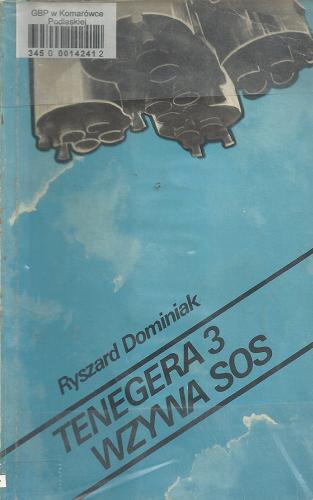 GBP w Komarówce
Podlaskiej
345 0 00142412
Ryszard Dominiak
TENEGERA 3
WZYWA SOS